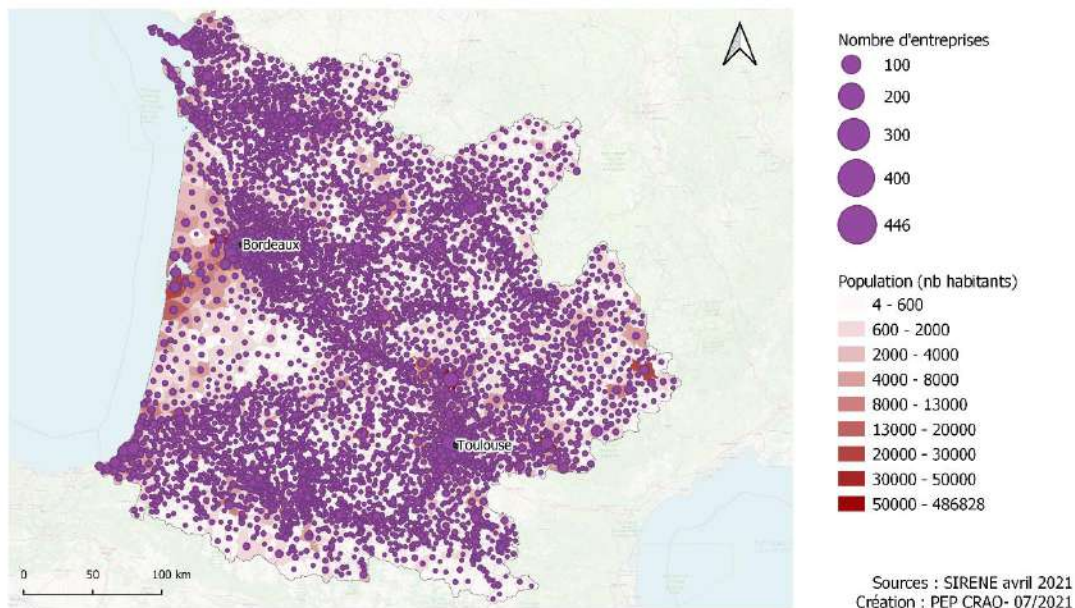 Nombre d'entreprises
100
200
300
400
446
Bordeaux
Toulouse
Population (nb habitants)
4 - 600
600 - 2000
2000 - 4000
4000 - 8000
8000 - 13000
13000 - 20000
20000 - 30000
30000 - 50000
50000 - 486828
0 50 100 km
Sources : SIRENE avril 2021
Création : PEP CRAO- 07/2021